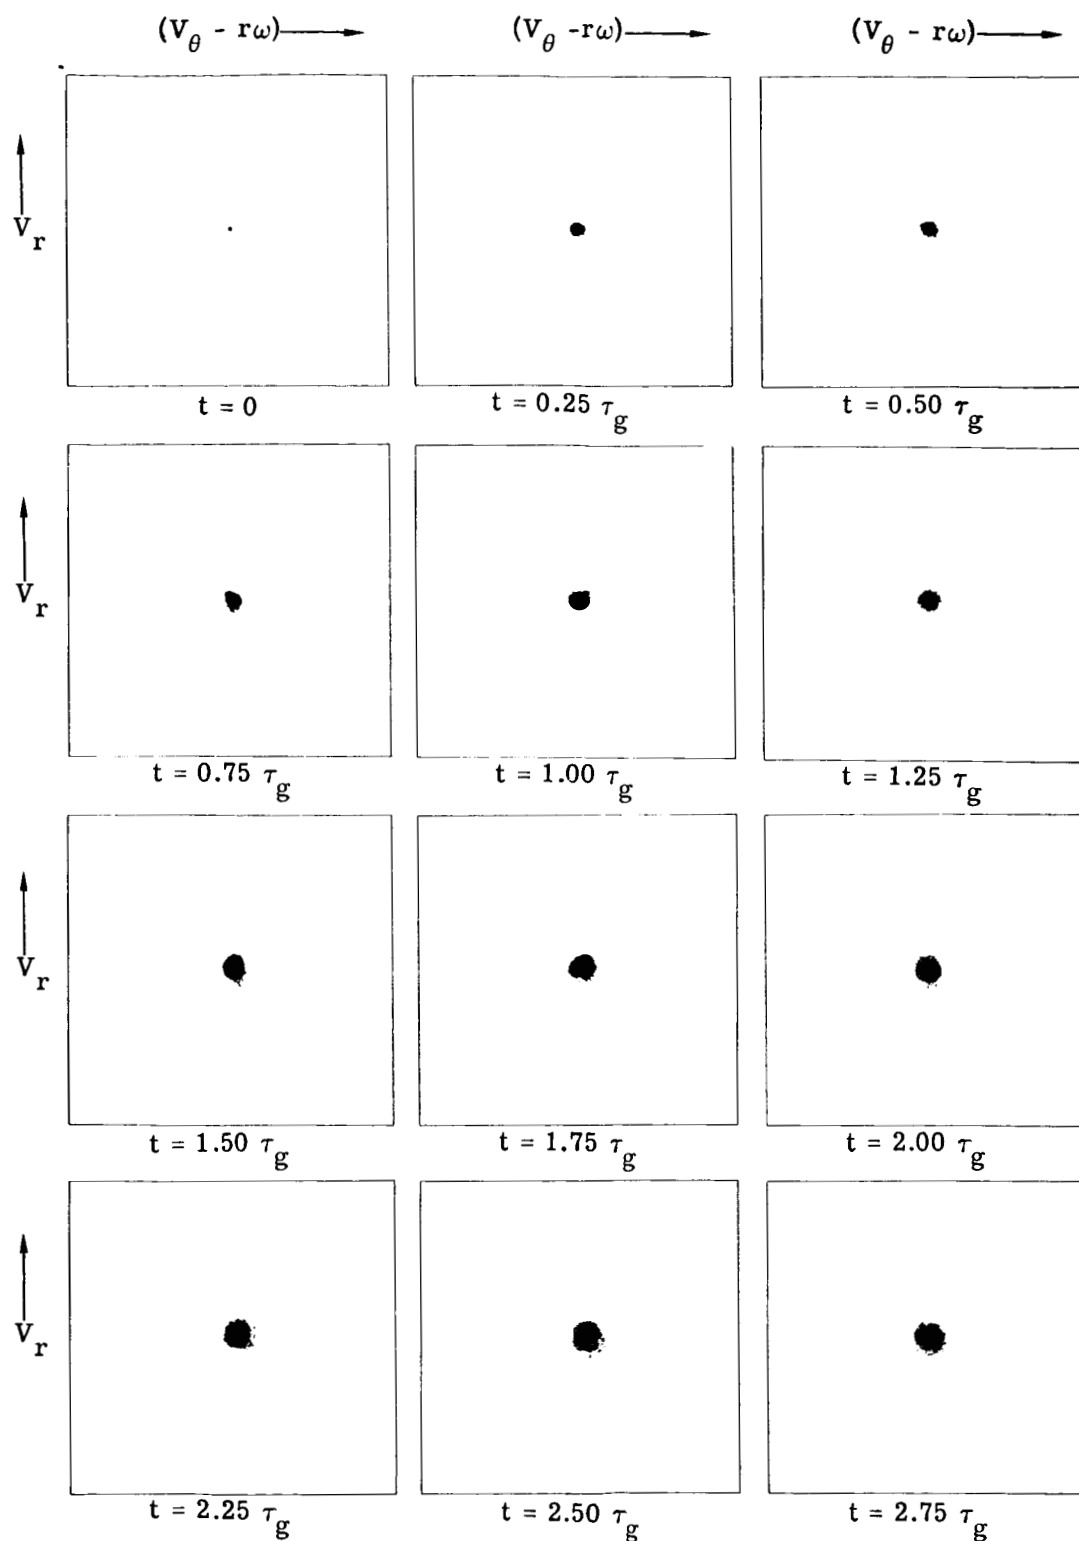 (V_θ - rω) (V_θ -rω) (V_θ - rω)
V_r
t = 0 t = 0.25 τ_g t = 0.50 τ_g
V_r
t = 0.75 τ_g t = 1.00 τ_g t = 1.25 τ_g
V_r
t = 1.50 τ_g t = 1.75 τ_g t = 2.00 τ_g
V_r
t = 2.25 τ_g t = 2.50 τ_g t = 2.75 τ_g